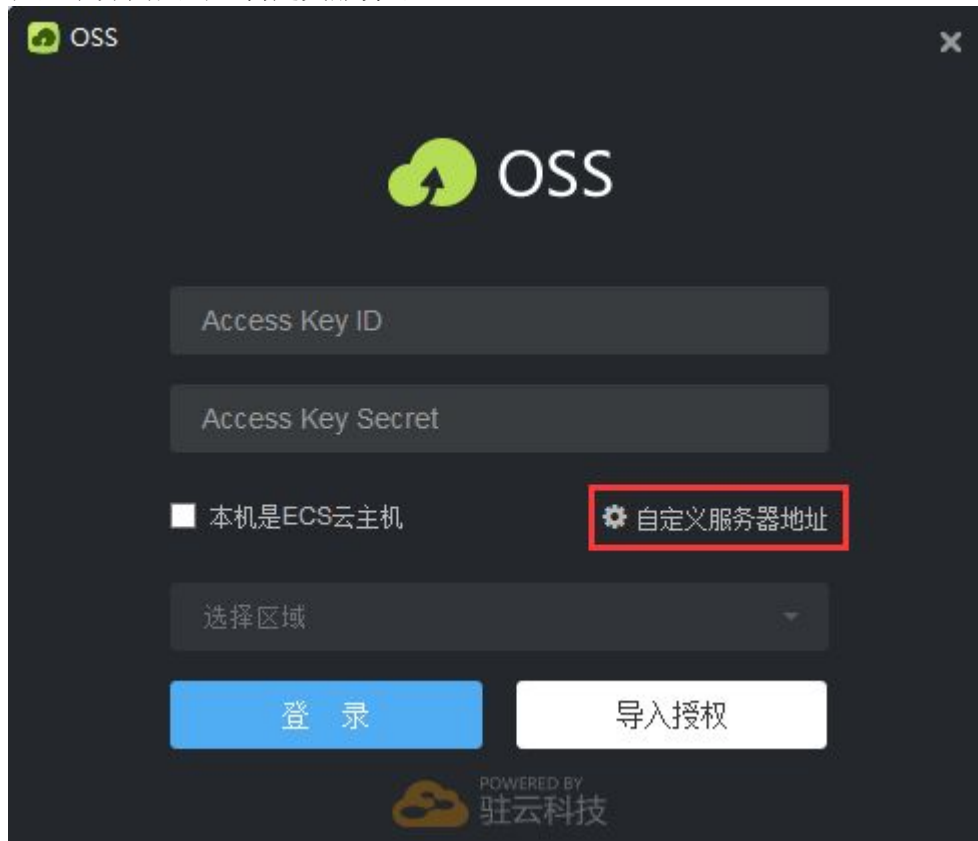 OSS
OSS
Access Key ID
Access Key Secret
本机是ECS云主机
自定义服务器地址
选择区域
登 录
导入授权
POWERED BY
驻云科技